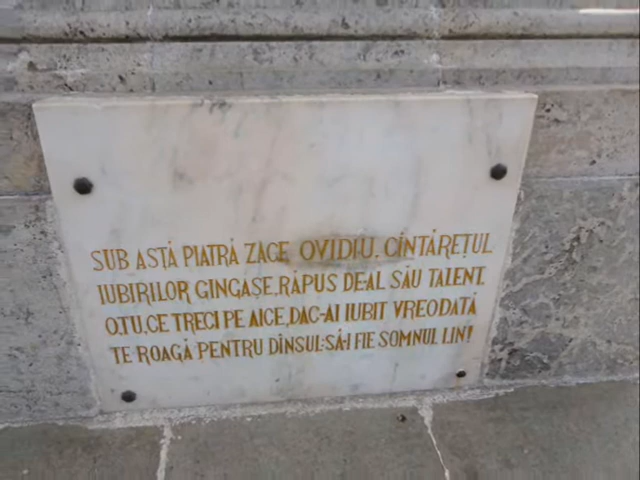 SUB ASTĂ PIATRĂ ZACE OVIDIU, CÎNTĂREȚUL
IUBIRILOR GINGAȘE, RĂPUS DE-AL SĂU TALENT.
O,TU, CE TRECI PE AICE, DAC-AI IUBIT VREODATĂ
TE ROAGĂ PENTRU DÎNSUL: SĂ-I FIE SOMNUL LIN!